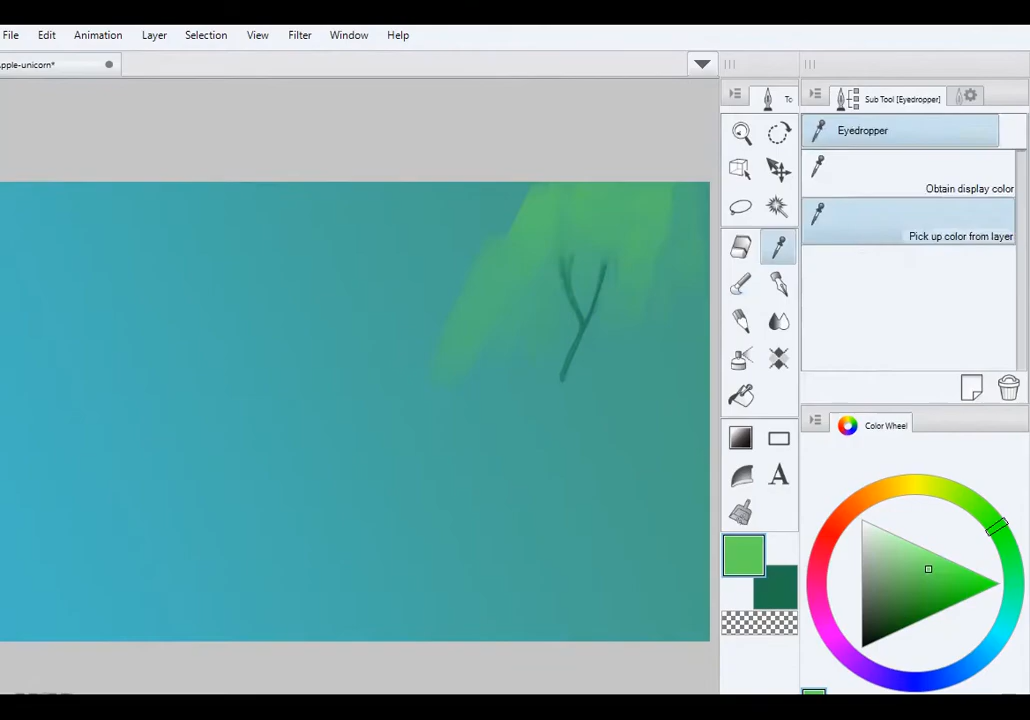 File Edit Animation Layer Selection View Filter Window Help
pple-unicorn*
To
Sub Tool [Eyedropper]
Eyedropper
Obtain display color
Pick up color from layer
A
Color Wheel